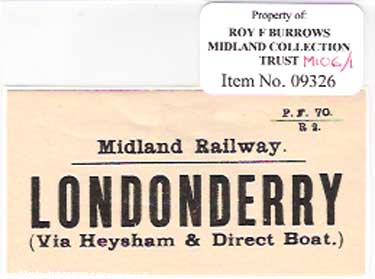 Property of:
ROY F BURROWS
MIDLAND COLLECTION
TRUST M106/1
Item No. 09326
P. F. 70.
R 2.
Midland Railway.
LONDONDERRY
(Via Heysham & Direct Boat.)